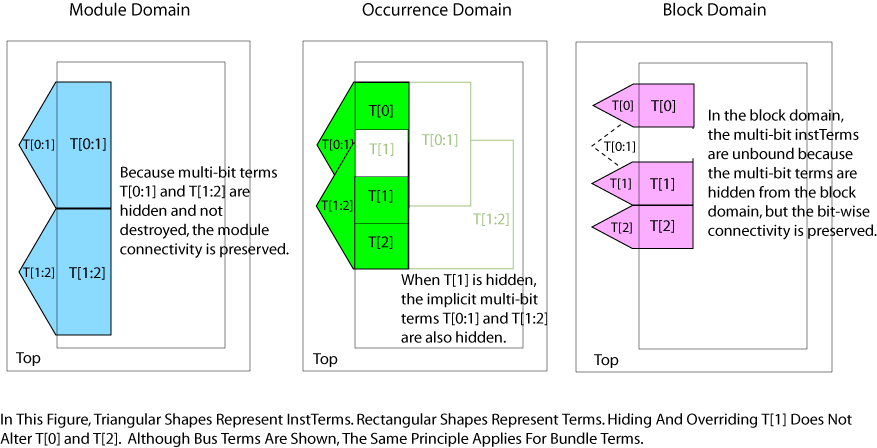 Module Domain
Occurrence Domain
Block Domain
T[0:1]
T[0:1]
T[1:2]
T[1:2]
Because multi-bit terms
T[0:1] and T[1:2] are
hidden and not
destroyed, the module
connectivity is preserved.
Top
T[0:1]
T[1:2]
T[0]
T[1]
T[1]
T[2]
T[0:1]
T[1:2]
When T[1] is hidden,
the implicit multi-bit
terms T[0:1] and T[1:2]
are also hidden.
Top
T[0]
T[0]
T[0:1]
T[1]
T[1]
T[2]
T[2]
In the block domain,
the multi-bit instTerms
are unbound because
the multi-bit terms are
hidden from the block
domain, but the bit-wise
connectivity is preserved.
Top
In This Figure, Triangular Shapes Represent InstTerms. Rectangular Shapes Represent Terms. Hiding And Overriding T[1] Does Not
Alter T[0] and T[2]. Although Bus Terms Are Shown, The Same Principle Applies For Bundle Terms.